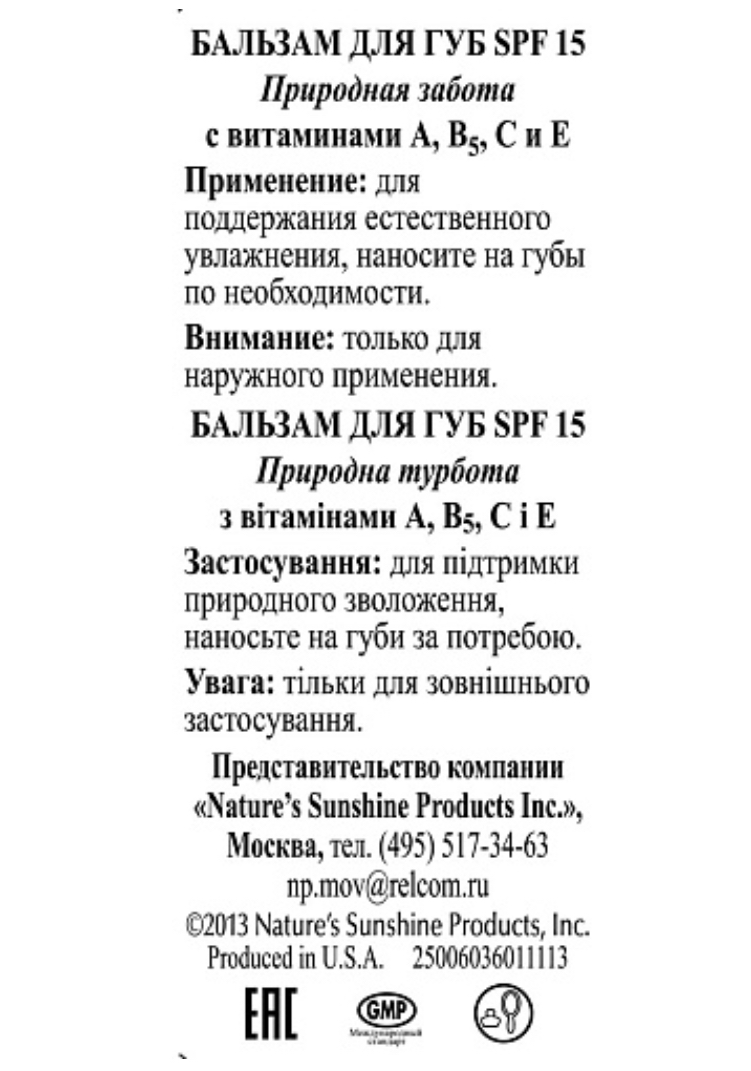 БАЛЬЗАМ ДЛЯ ГУБ SPF 15
Природная забота
с витаминами А, В₅, С и Е
Применение: для
поддержания естественного
увлажнения, наносите на губы
по необходимости.
Внимание: только для
наружного применения.
БАЛЬЗАМ ДЛЯ ГУБ SPF 15
Природна турбота
з вітамінами А, В₅, С і Е
Застосування: для підтримки
природного зволоження,
наносьте на губи за потребою.
Увага: тільки для зовнішнього
застосування.
Представительство компании
«Nature’s Sunshine Products Inc.»,
Москва, тел. (495) 517-34-63
np.mov@relcom.ru
©2013 Nature’s Sunshine Products, Inc.
Produced in U.S.A. 25006036011113
ЕАС GMP
Международный
стандарт